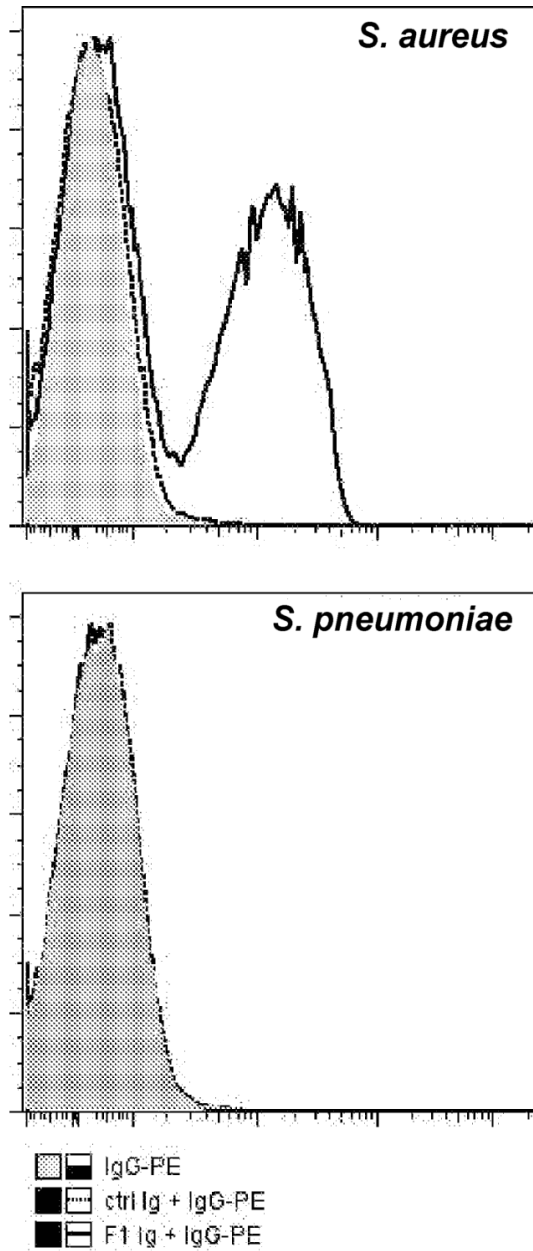 S. aureus
S. pneumoniae
IgG-PE
ctrl Ig + IgG-PE
F1 Ig + IgG-PE